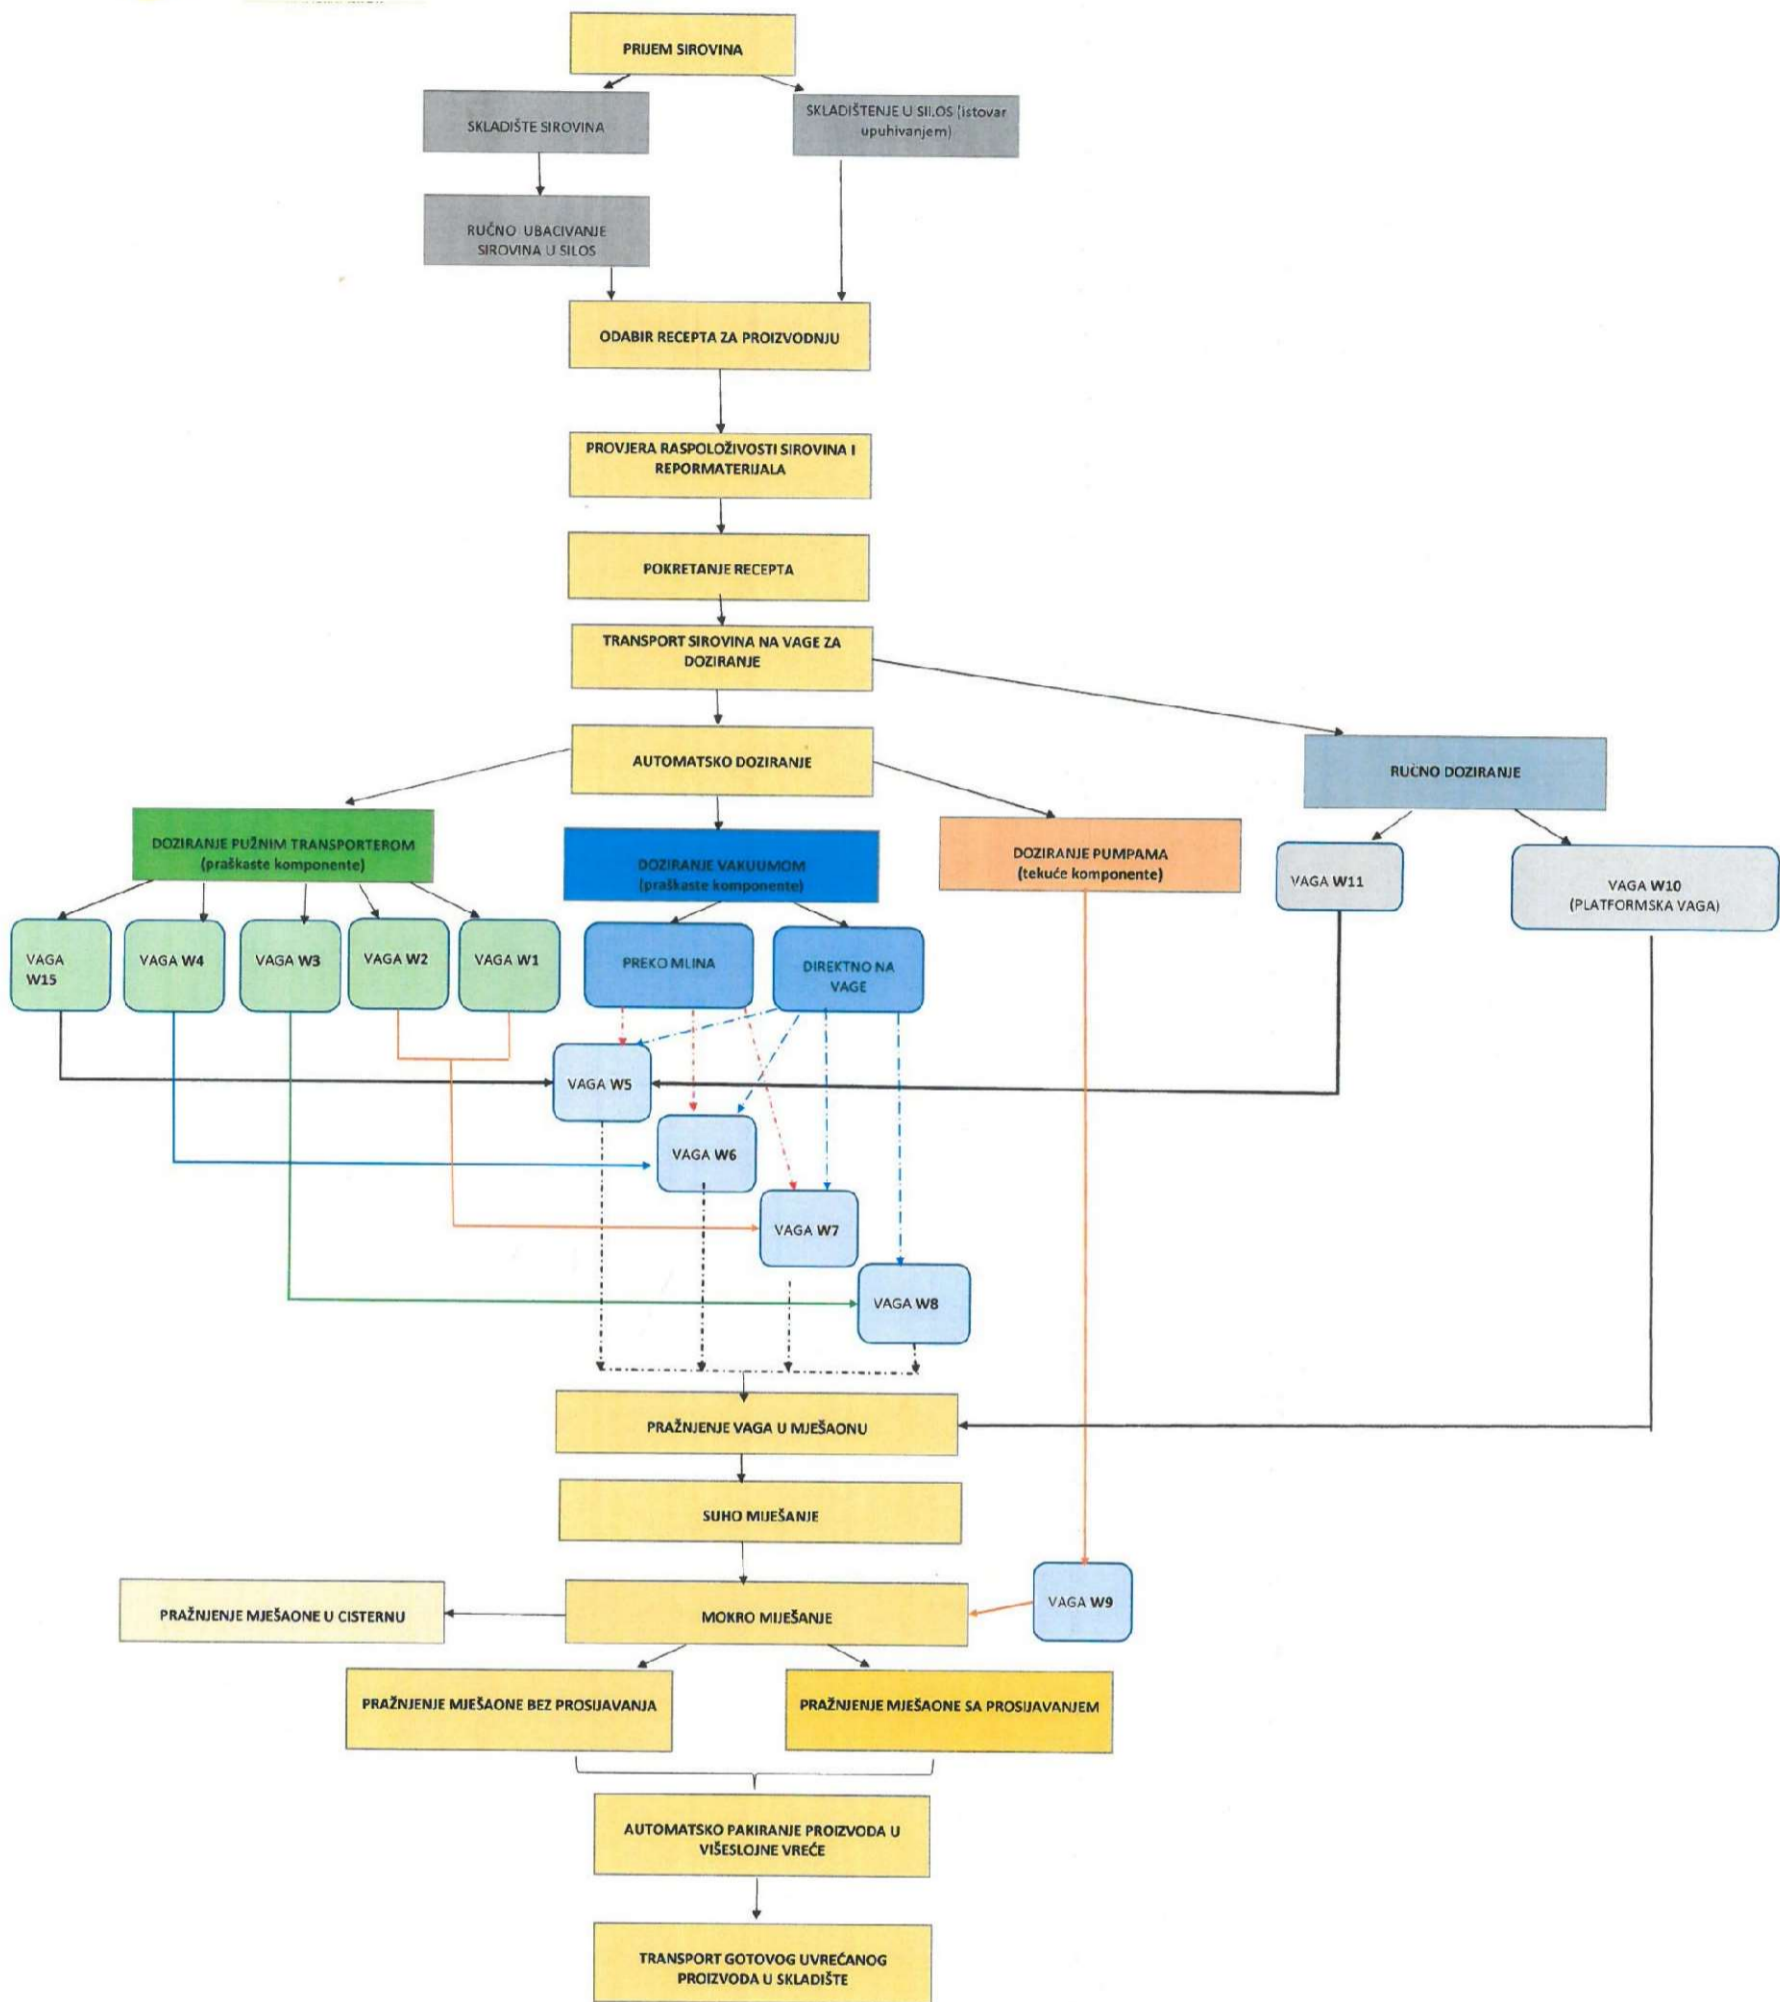 PRIJEM SIROVINA
SKLADIŠTE SIROVINA
SKLADIŠTENJE U SILOS (istovar
upuhivanjem)
RUČNO UBACIVANJE
SIROVINA U SILOS
ODABIR RECEPTA ZA PROIZVODNJU
PROVJERA RASPOLOŽIVOSTI SIROVINA I
REPORMATERIJALA
POKRETANJE RECEPTA
TRANSPORT SIROVINA NA VAGE ZA
DOZIRANJE
AUTOMATSKO DOZIRANJE
RUČNO DOZIRANJE
DOZIRANJE PUŽNIM TRANSPORTEROM
(praškaste komponente)
DOZIRANJE VAKUUMOM
(praškaste komponente)
DOZIRANJE PUMPAMA
(tekuće komponente)
VAGA W11
VAGA W10
(PLATFORMSKA VAGA)
VAGA
W15
VAGA W4
VAGA W3
VAGA W2
VAGA W1
PREKO MLINA
DIREKTNO NA
VAGE
VAGA W5
VAGA W6
VAGA W7
VAGA W8
PRAŽNJENJE VAGA U MJEŠAONU
SUHO MIJEŠANJE
MOKRO MIJEŠANJE
VAGA W9
PRAŽNJENJE MJEŠAONE U CISTERNU
PRAŽNJENJE MJEŠAONE BEZ PROSIJAVANJA
PRAŽNJENJE MJEŠAONE SA PROSIJAVANJEM
AUTOMATSKO PAKIRANJE PROIZVODA U
VIŠESLOJNE VREĆE
TRANSPORT GOTOVOG UVREĆANOG
PROIZVODA U SKLADIŠTE